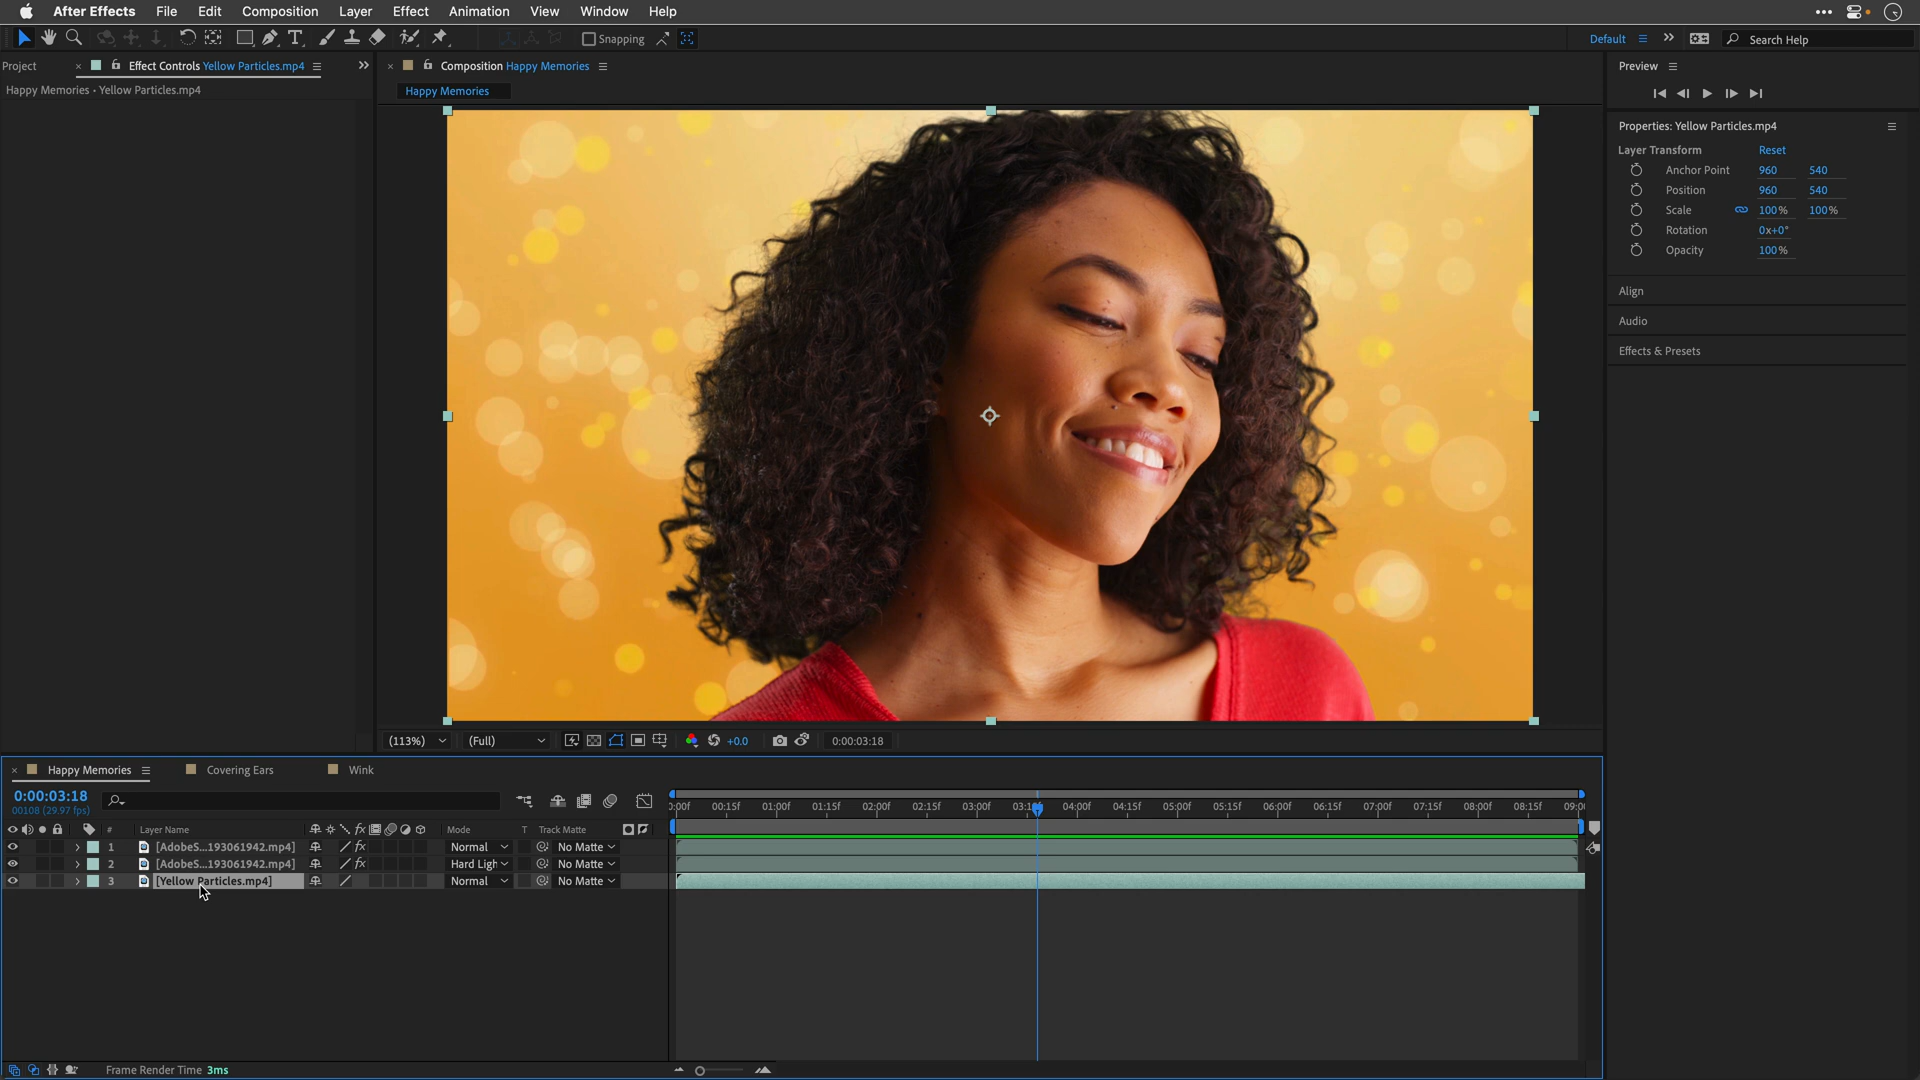 After Effects File Edit Composition Layer Effect Animation View Window Help
Snapping
Default
Search Help
Project
Effect Controls Yellow Particles.mp4
Happy Memories • Yellow Particles.mp4
Composition Happy Memories
Happy Memories
Preview
Properties: Yellow Particles.mp4
Layer Transform Reset
Anchor Point 960 540
Position 960 540
Scale 100% 100%
Rotation 0x+0°
Opacity 100%
Align
Audio
Effects & Presets
(113%) (Full) +0.0 0:00:03:18
Happy Memories Covering Ears Wink
0:00:03:18
00108 (29.97 fps)
:00f 00:15f 01:00f 01:15f 02:00f 02:15f 03:00f 04:00f 04:15f 05:00f 05:15f 06:00f 06:15f 07:00f 07:15f 08:00f 08:15f
# Layer Name fx Mode T Track Matte
1 [AdobeS...193061942.mp4] fx Normal No Matte
2 [AdobeS...193061942.mp4] fx Hard Ligh No Matte
3 [Yellow Particles.mp4] Normal No Matte
Frame Render Time 3ms